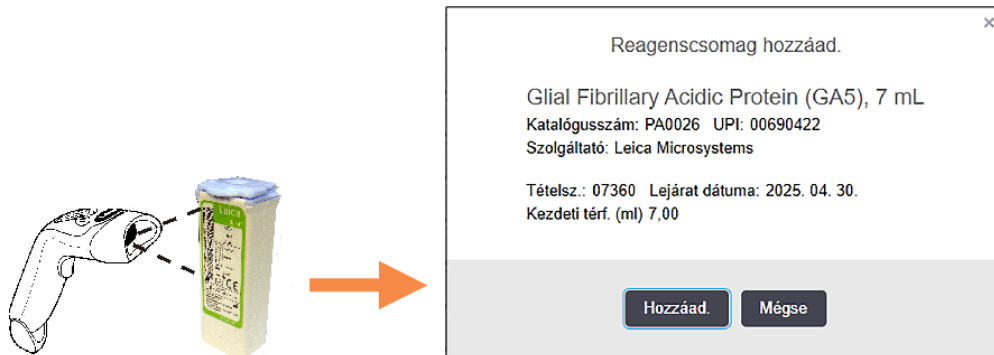 Leica
CE
×
Reagenscsomag hozzáad.
Glial Fibrillary Acidic Protein (GA5), 7 mL
Katalógusszám: PA0026 UPI: 00690422
Szolgáltató: Leica Microsystems
Tételsz.: 07360 Lejárat dátuma: 2025. 04. 30.
Kezdeti térf. (ml) 7,00
Hozzáad. Mégse